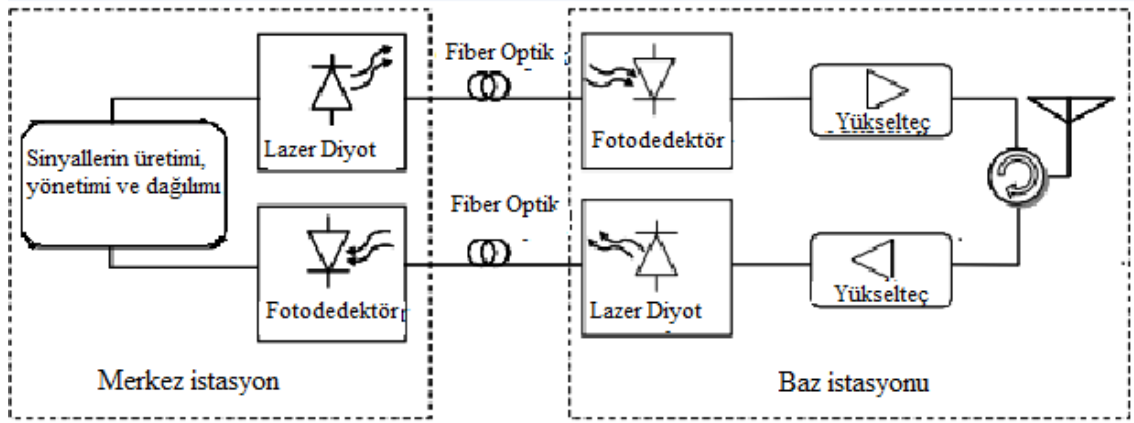 Fiber Optik
Lazer Diyot
Fotodedektör
Yükselteç
Sinyallerin üretimi,
yönetimi ve dağılımı
Fiber Optik
Fotodedektör
Lazer Diyot
Yükselteç
Merkez istasyon
Baz istasyonu